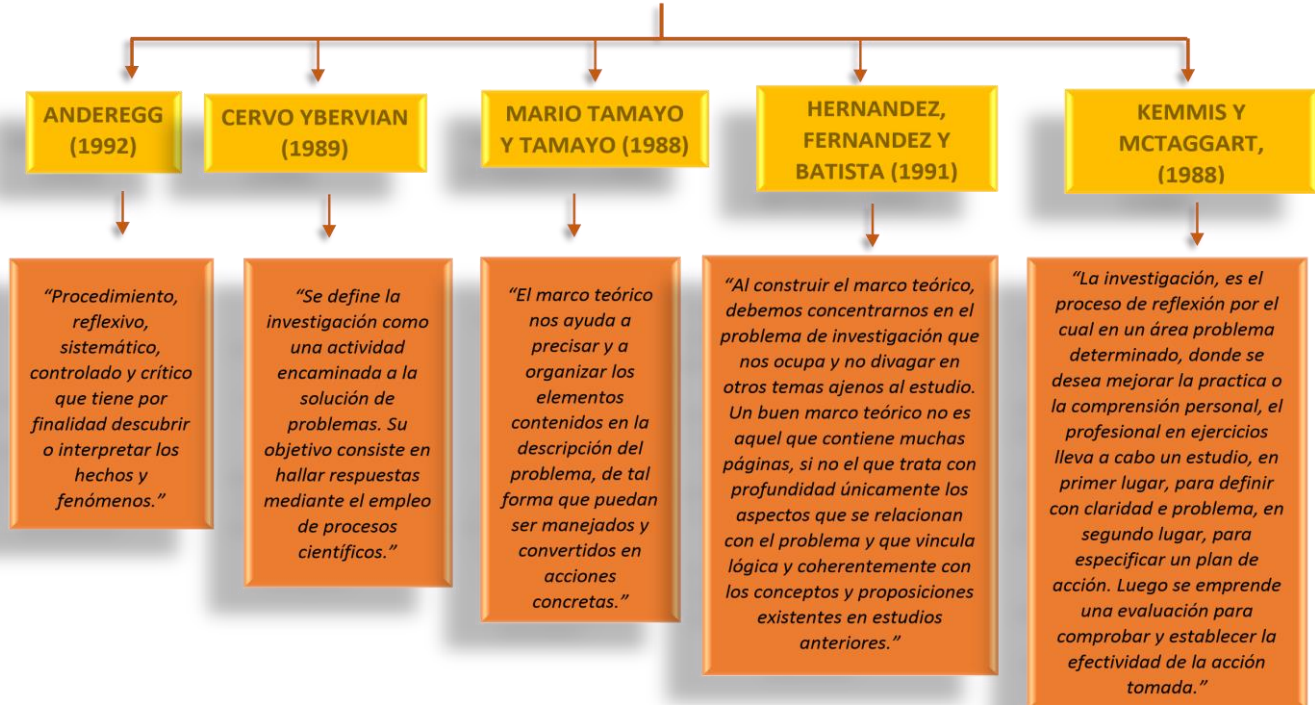 ANDEREGG
(1992)
CERVO YBERVIAN
(1989)
MARIO TAMAYO
Y TAMAYO (1988)
HERNANDEZ,
FERNANDEZ Y
BATISTA (1991)
KEMMIS Y
MCTAGGART,
(1988)
“Procedimiento,
reflexivo,
sistemático,
controlado y crítico
que tiene por
finalidad descubrir
o interpretar los
hechos y
fenómenos.”
“Se define la
investigación como
una actividad
encaminada a la
solución de
problemas. Su
objetivo consiste en
hallar respuestas
mediante el empleo
de procesos
científicos.”
“El marco teórico
nos ayuda a
precisar y a
organizar los
elementos
contenidos en la
descripción del
problema, de tal
forma que puedan
ser manejados y
convertidos en
acciones
concretas.”
“Al construir el marco teórico,
debemos concentrarnos en el
problema de investigación que
nos ocupa y no divagar en
otros temas ajenos al estudio.
Un buen marco teórico no es
aquel que contiene muchas
páginas, si no el que trata con
profundidad únicamente los
aspectos que se relacionan
con el problema y que vincula
lógica y coherentemente con
los conceptos y proposiciones
existentes en estudios
anteriores.”
“La investigación, es el
proceso de reflexión por el
cual en un área problema
determinado, donde se
desea mejorar la practica o
la comprensión personal, el
profesional en ejercicios
lleva a cabo un estudio, en
primer lugar, para definir
con claridad e problema, en
segundo lugar, para
especificar un plan de
acción. Luego se emprende
una evaluación para
comprobar y establecer la
efectividad de la acción
tomada.”